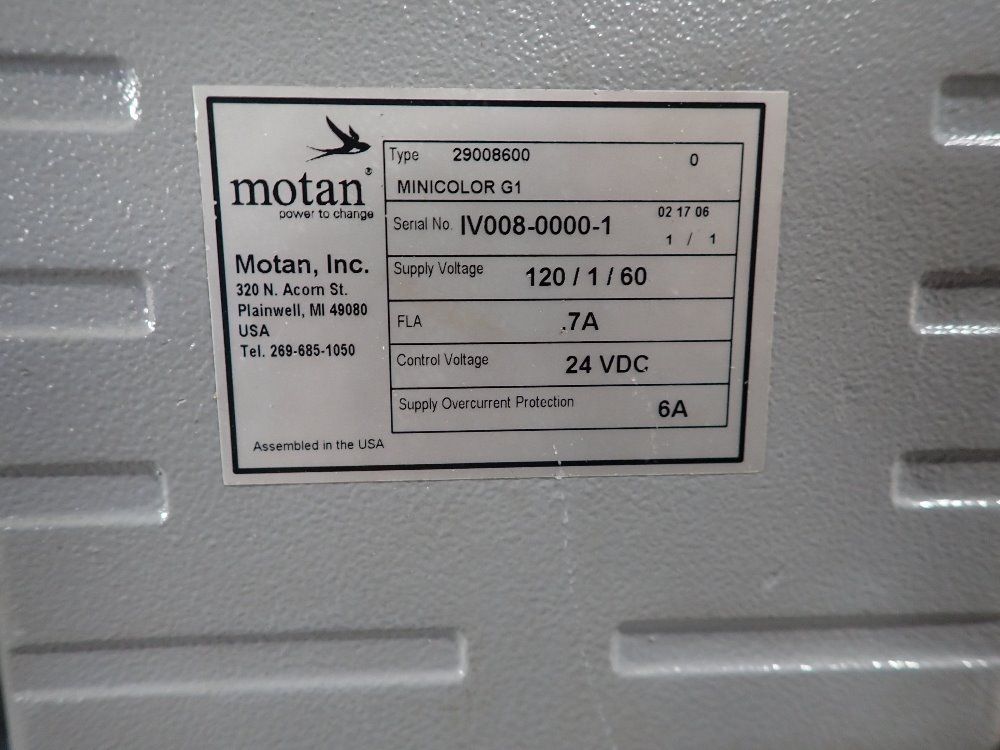 motan®
power to change
Motan, Inc.
320 N. Acorn St.
Plainwell, MI 49080
USA
Tel. 269-685-1050
Assembled in the USA
Type 29008600 0
MINICOLOR G1
Serial No. IV008-0000-1 02 17 06
1 / 1
Supply Voltage 120 / 1 / 60
FLA .7A
Control Voltage 24 VDC
Supply Overcurrent Protection 6A